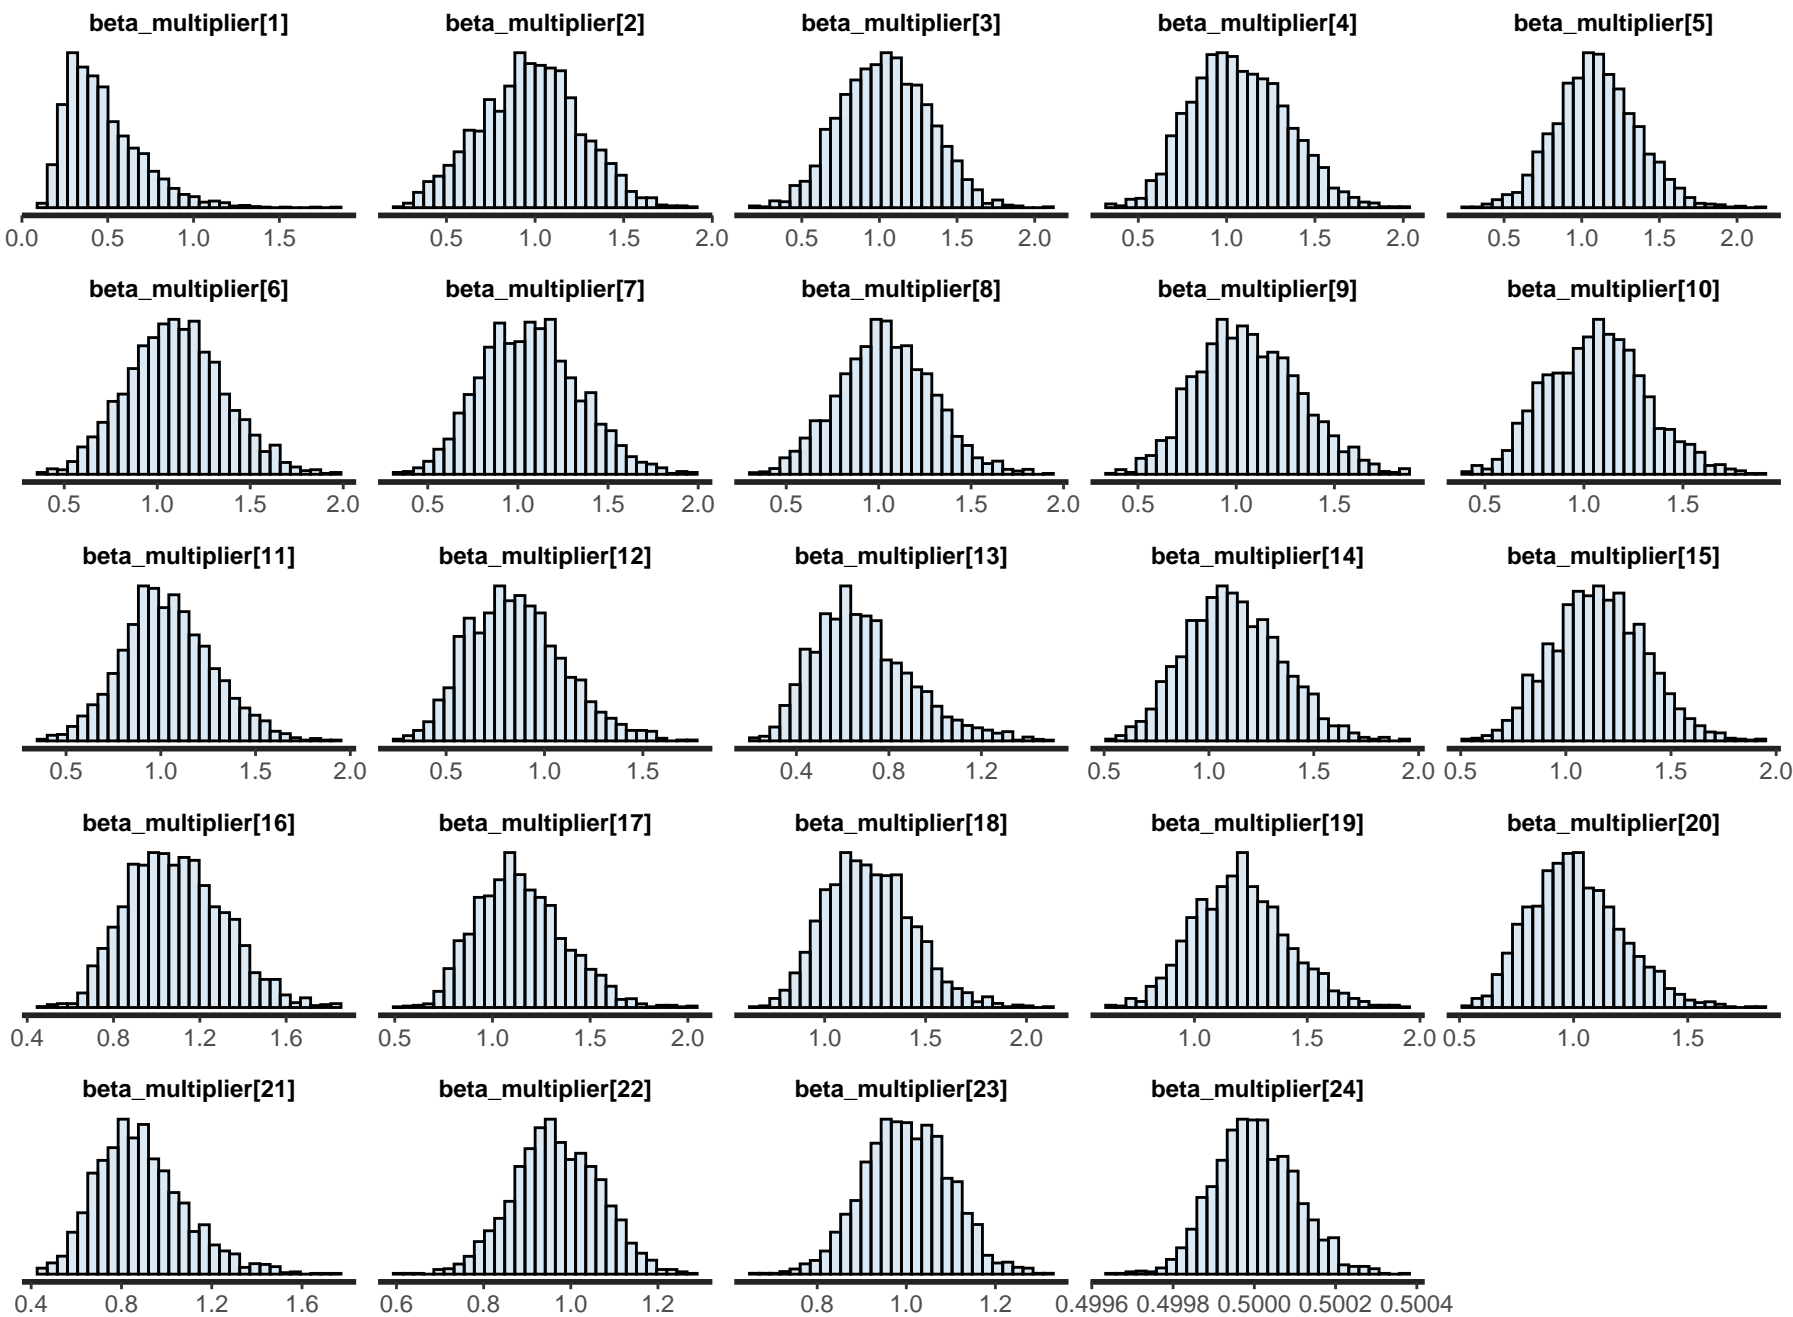 beta_multiplier[1] beta_multiplier[2] beta_multiplier[3] beta_multiplier[4] beta_multiplier[5]
0.0 0.5 1.0 1.5 0.5 1.0 1.5 2.0 0.5 1.0 1.5 2.0 0.5 1.0 1.5 2.0 0.5 1.0 1.5 2.0
beta_multiplier[6] beta_multiplier[7] beta_multiplier[8] beta_multiplier[9] beta_multiplier[10]
0.5 1.0 1.5 2.0 0.5 1.0 1.5 2.0 0.5 1.0 1.5 2.0 0.5 1.0 1.5 0.5 1.0 1.5
beta_multiplier[11] beta_multiplier[12] beta_multiplier[13] beta_multiplier[14] beta_multiplier[15]
0.5 1.0 1.5 2.0 0.5 1.0 1.5 0.4 0.8 1.2 0.5 1.0 1.5 2.0 0.5 1.0 1.5 2.0
beta_multiplier[16] beta_multiplier[17] beta_multiplier[18] beta_multiplier[19] beta_multiplier[20]
0.4 0.8 1.2 1.6 0.5 1.0 1.5 2.0 1.0 1.5 2.0 1.0 1.5 2.0 0.5 1.0 1.5
beta_multiplier[21] beta_multiplier[22] beta_multiplier[23] beta_multiplier[24]
0.4 0.8 1.2 1.6 0.6 0.8 1.0 1.2 0.8 1.0 1.2 0.4996 0.4998 0.5000 0.5002 0.5004